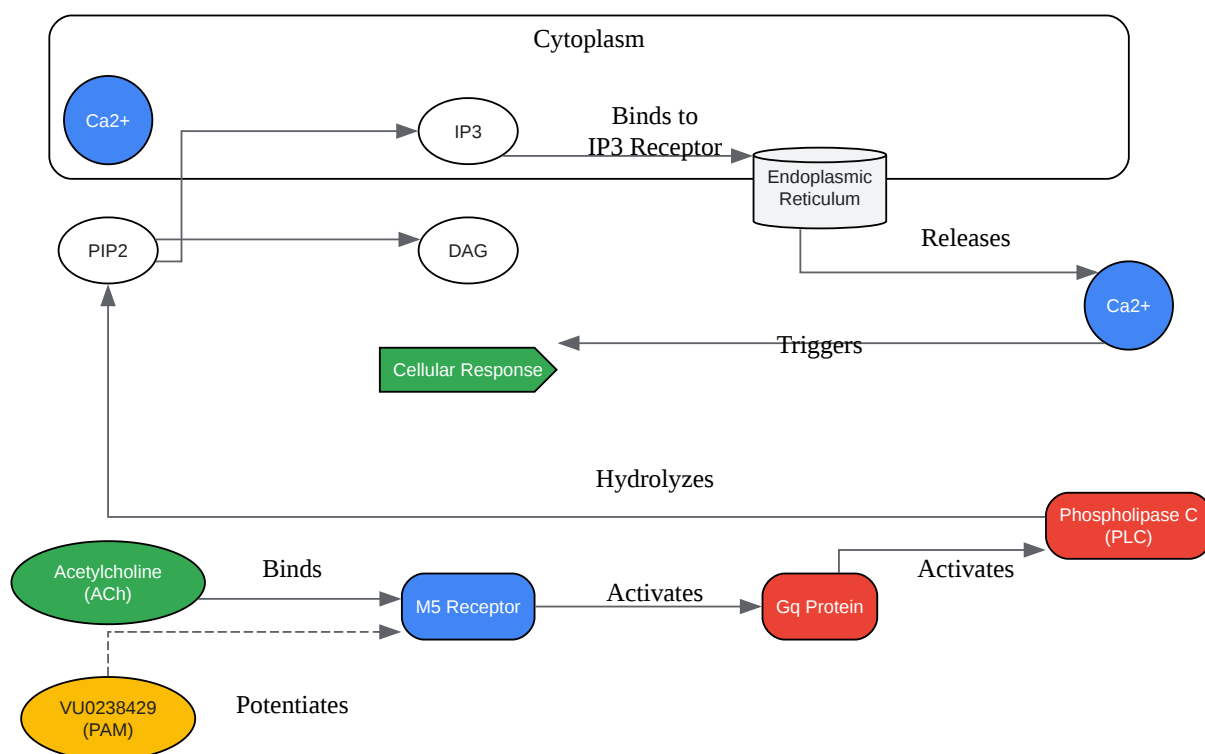 Cytoplasm
Ca2+
IP3
Binds to
IP3 Receptor
Endoplasmic
Reticulum
PIP2
DAG
Releases
Ca2+
Triggers
Cellular Response
Hydrolyzes
Phospholipase C
(PLC)
Acetylcholine
(ACh)
Binds
M5 Receptor
Activates
Gq Protein
Activates
VU0238429
(PAM)
Potentiates